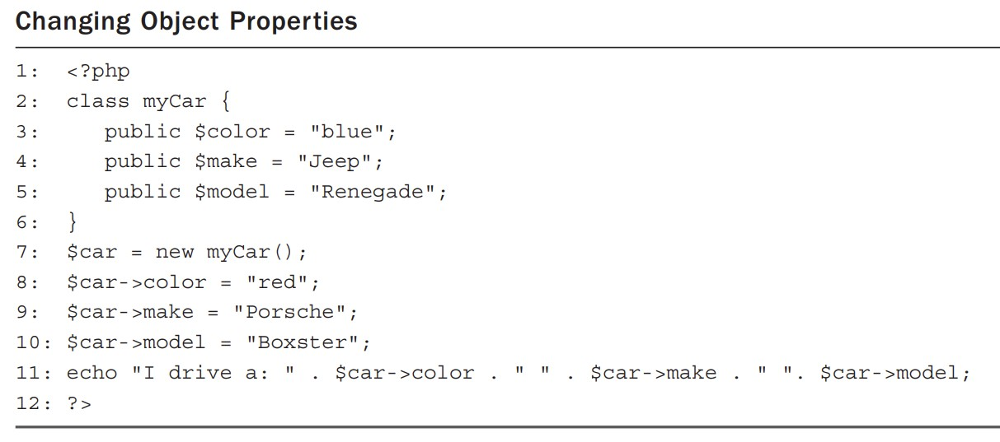 Changing Object Properties
1:  <?php
2:  class myCar {
3:     public $color = "blue";
4:     public $make = "Jeep";
5:     public $model = "Renegade";
6:  }
7:  $car = new myCar();
8:  $car->color = "red";
9:  $car->make = "Porsche";
10: $car->model = "Boxster";
11: echo "I drive a: " . $car->color . " " . $car->make . " ". $car->model;
12: ?>